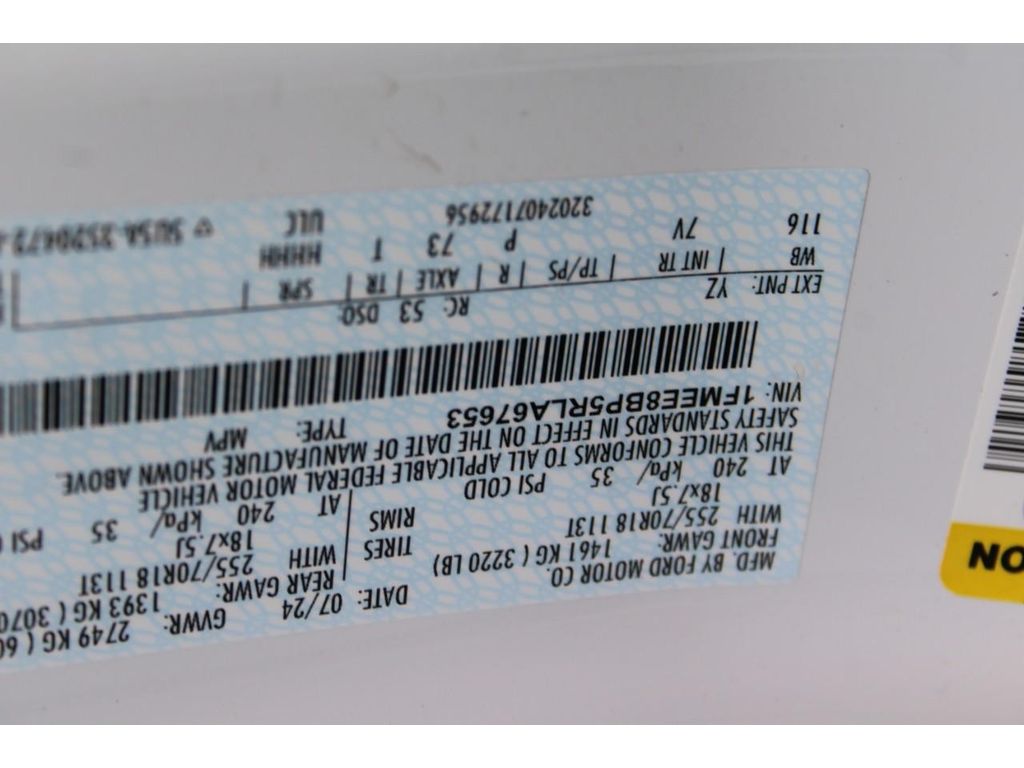 MFD. BY FORD MOTOR CO.
DATE: 07/24
GVWR: 2749 KG
FRONT GAWR:
1461 KG ( 3220 LB)
REAR GAWR:
1393 KG ( 3070
WITH 255/70R18 113T
TIRES
WITH 255/70R18 113T
18x7.5J
RIMS
18x7.5J
AT 240 kPa/ 35 PSI COLD
AT 240 kPa/ 35 PSI
THIS VEHICLE CONFORMS TO ALL APPLICABLE FEDERAL MOTOR VEHICLE
SAFETY STANDARDS IN EFFECT ON THE DATE OF MANUFACTURE SHOWN ABOVE.
VIN: 1FMEE8BP5RLA67653
TYPE: MPV
EXT PNT: YZ
RC: 53 DSO:
WB | INT TR | TP/PS | R | AXLE | TR | SPR |
116 7V P 73 T HHHH
3202407172956
ULC
ON